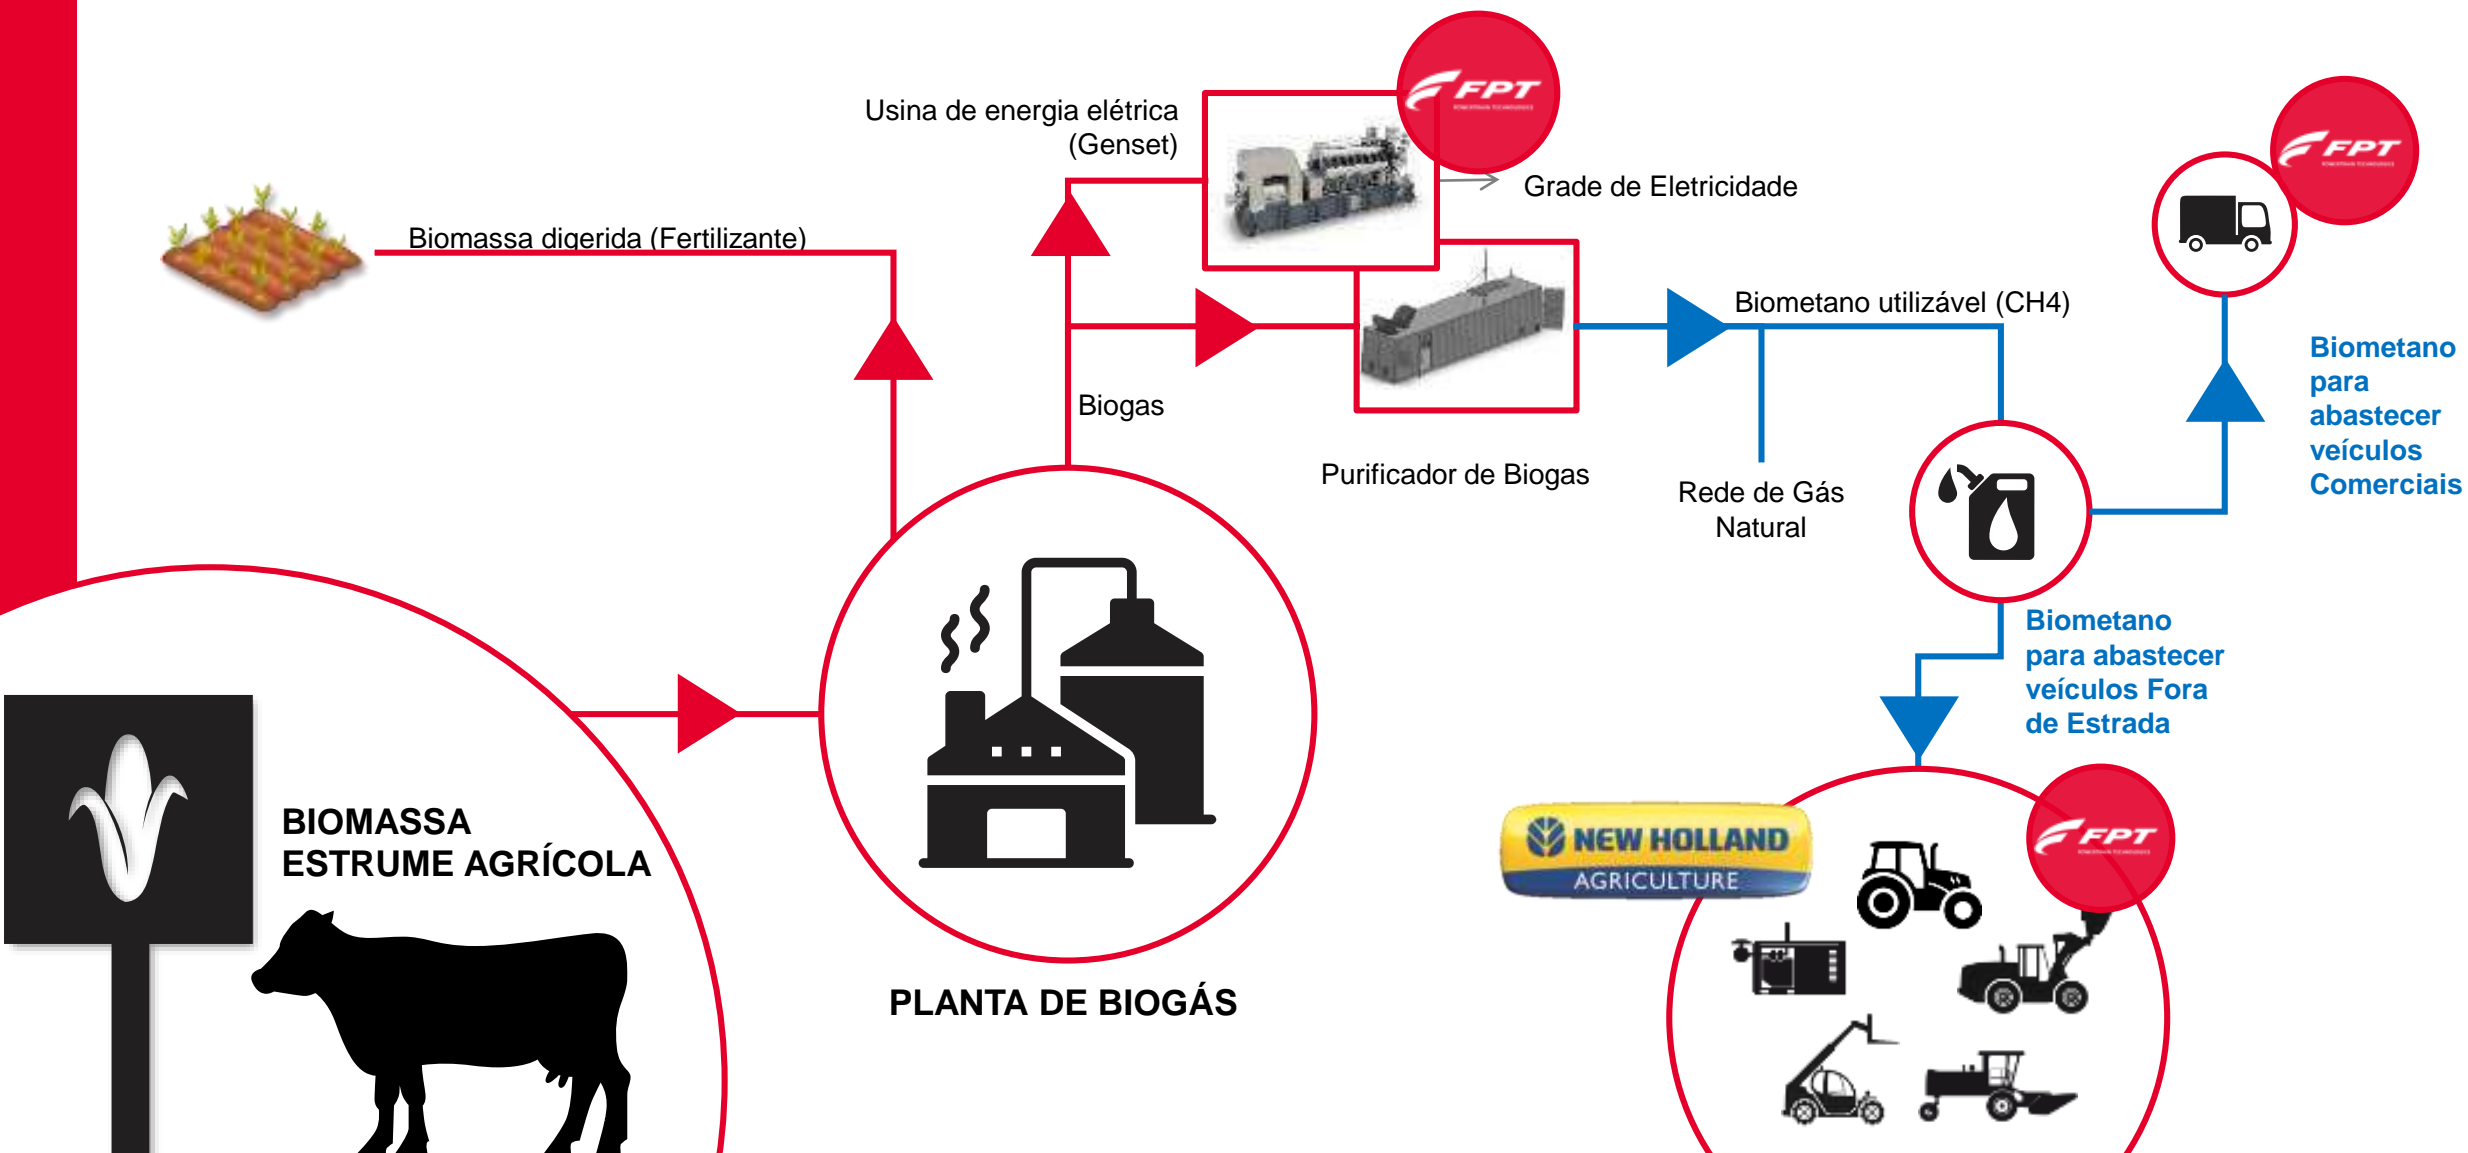 Usina de energia elétrica
(Genset)
FPT
Grade de Eletricidade
FPT
Biomassa digerida (Fertilizante)
Biometano utilizável (CH4)
Biogas
Purificador de Biogas
Rede de Gás
Natural
Biometano
para
abastecer
veículos
Comerciais
Biometano
para abastecer
veículos Fora
de Estrada
BIOMASSA
ESTRUME AGRÍCOLA
PLANTA DE BIOGÁS
NEW HOLLAND
AGRICULTURE
FPT